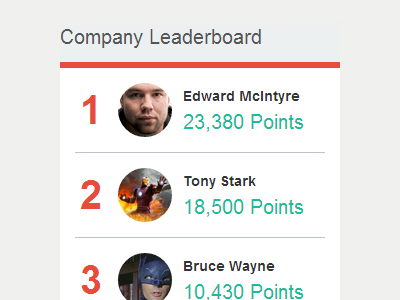 Company Leaderboard
1
Edward McIntyre
23,380 Points
2
Tony Stark
18,500 Points
3
Bruce Wayne
10,430 Points